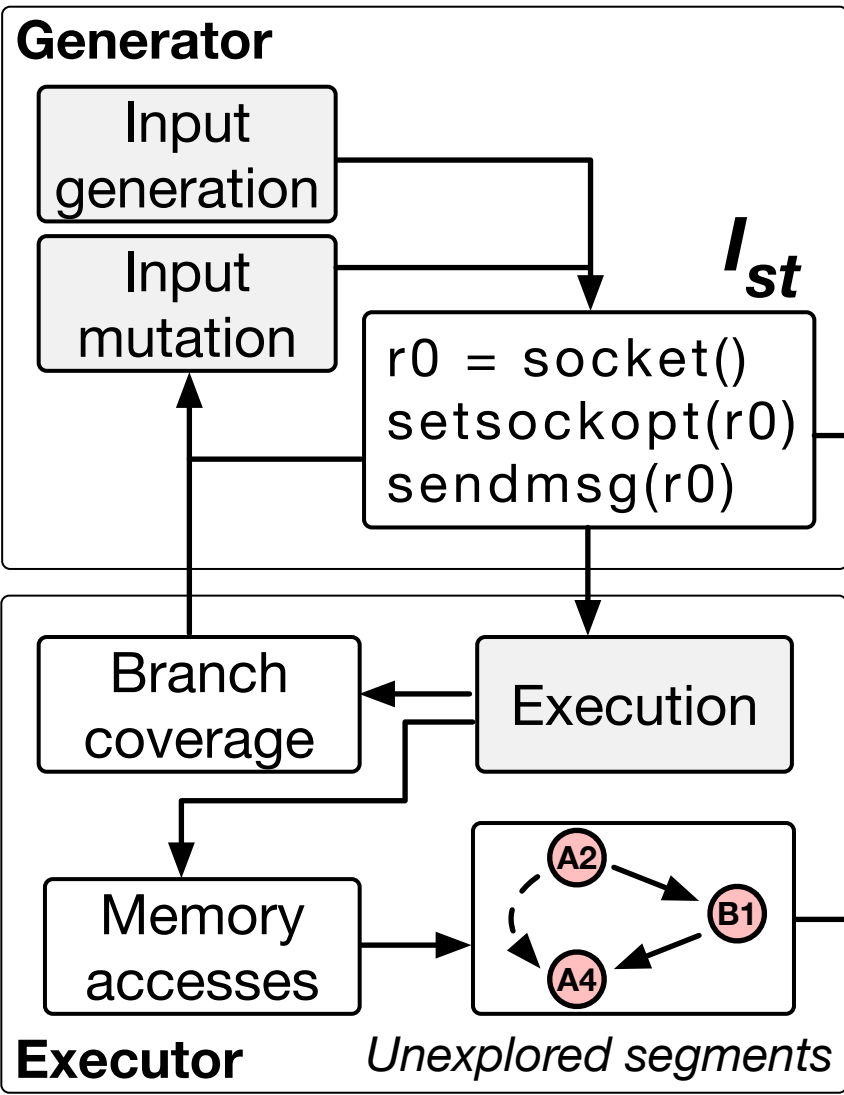 Generator
Input
generation
Input
mutation
I_st
r0 = socket()
setsockopt(r0)
sendmsg(r0)
Branch
coverage
Execution
Memory
accesses
A2
B1
A4
Executor
Unexplored segments